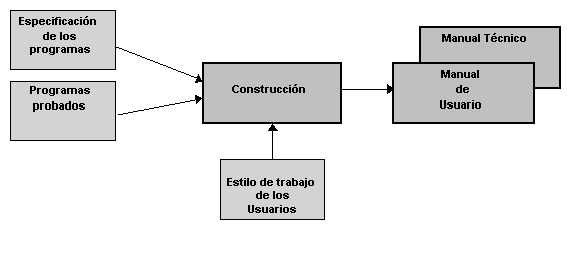 Especificación
de los
programas
Programas
probados
Construcción
Estilo de trabajo
de los
Usuarios
Manual Técnico
Manual
de
Usuario